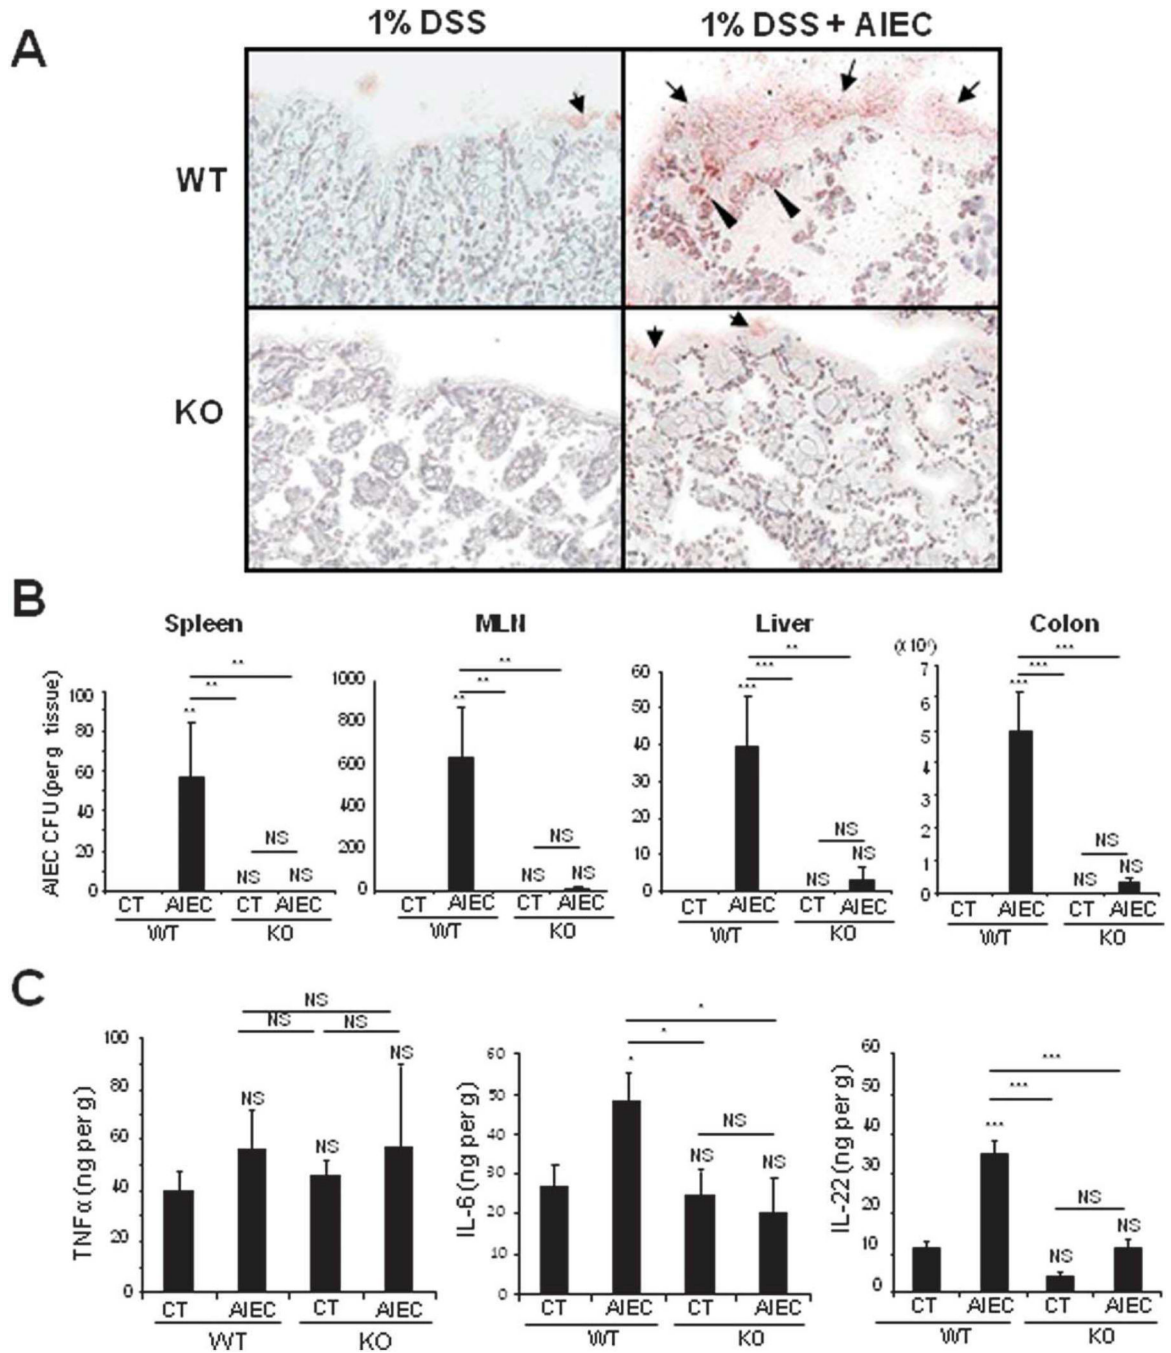 A
1% DSS
1% DSS + AIEC
WT
KO
B
Spleen
MLN
Liver
Colon
AIEC CFU (per g tissue)
**
**
**
100
80
60
40
20
0
NS
NS
NS
CT AIEC CT AIEC
WT KO
**
**
**
1000
800
600
400
200
0
NS
NS
NS
CT AIEC CT AIEC
WT KO
**
***
***
60
50
40
30
20
10
0
NS
NS
NS
CT AIEC CT AIEC
WT KO
***
***
***
7
6
5
4
3
2
1
0
NS
NS
NS
CT AIEC CT AIEC
WT KO
C
TNFα (ng per g)
NS
NS NS
100
80
60
40
20
0
NS
NS
NS
CT AIEC CT AIEC
WT KO
IL-6 (ng per g)
*
*
*
60
50
40
30
20
10
0
NS
NS
NS
CT AIEC CT AIEC
WT KO
IL-22 (ng per g)
***
***
***
60
50
40
30
20
10
0
NS
NS
NS
CT AIEC CT AIEC
WT KO